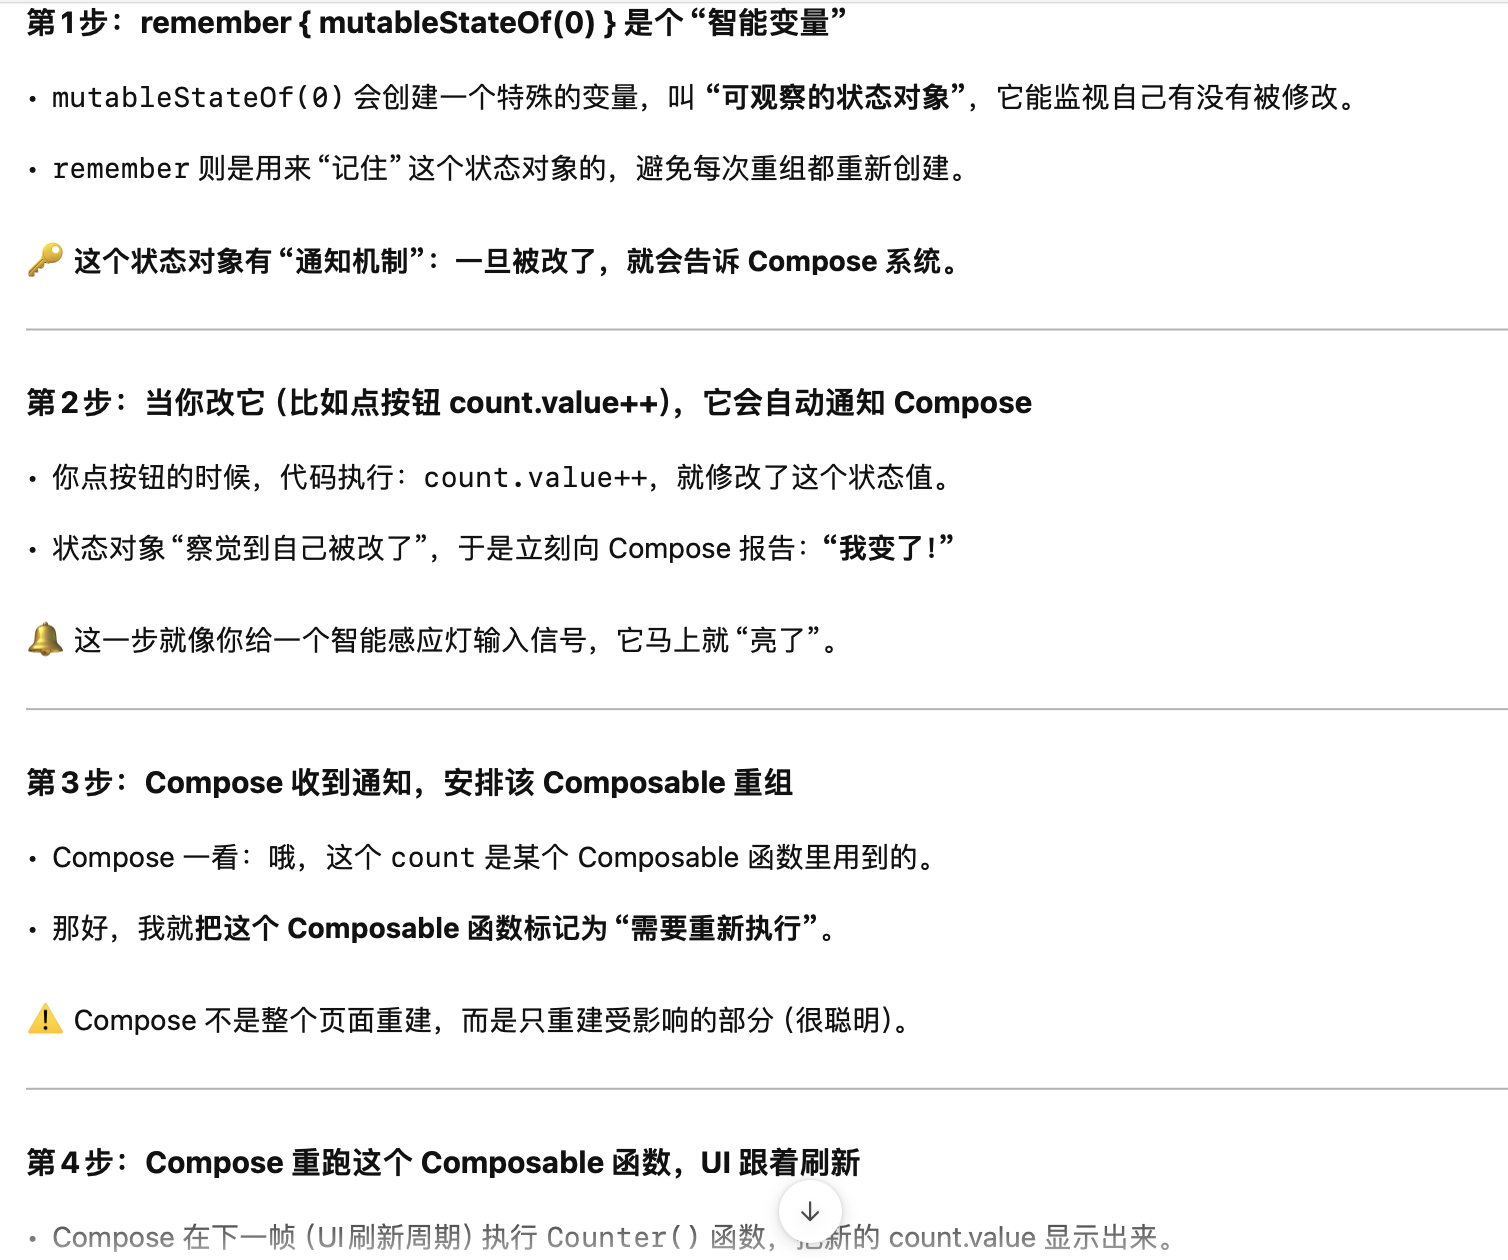 第1步：remember { mutableStateOf(0) } 是个“智能变量”
• mutableStateOf(0) 会创建一个特殊的变量，叫“可观察的状态对象”，它能监视自己有没有被修改。
• remember 则是用来“记住”这个状态对象的，避免每次重组都重新创建。
🔑 这个状态对象有“通知机制”：一旦被改了，就会告诉 Compose 系统。
第2步：当你改它（比如点按钮 count.value++），它会自动通知 Compose
• 你点按钮的时候，代码执行：count.value++，就修改了这个状态值。
• 状态对象“察觉到自己被改了”，于是立刻向 Compose 报告：“我变了！”
🔔 这一步就像你给一个智能感应灯输入信号，它马上就“亮了”。
第3步：Compose 收到通知，安排该 Composable 重组
• Compose 一看：哦，这个 count 是某个 Composable 函数里用到的。
• 那好，我就把这个 Composable 函数标记为“需要重新执行”。
⚠️ Compose 不是整个页面重建，而是只重建受影响的部分（很聪明）。
第4步：Compose 重跑这个 Composable 函数，UI 跟着刷新
• Compose 在下一帧（UI刷新周期）执行 Counter() 函数，新的 count.value 显示出来。